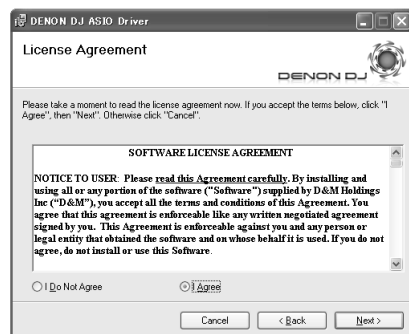 DENON DJ ASIO Driver
License Agreement
DENON DJ
Please take a moment to read the license agreement now. If you accept the terms below, click "I
Agree", then "Next". Otherwise click "Cancel".
SOFTWARE LICENSE AGREEMENT
NOTICE TO USER: Please read this Agreement carefully. By installing and
using all or any portion of the software ("Software") supplied by D&M Holdings
Inc ("D&M"), you accept all the terms and conditions of this Agreement. You
agree that this agreement is enforceable like any written negotiated agreement
signed by you. This Agreement is enforceable against you and any person or
legal entity that obtained the software and on whose behalf it is used. If you do not
agree, do not install or use this Software.
I Do Not Agree
I Agree
Cancel
< Back
Next >